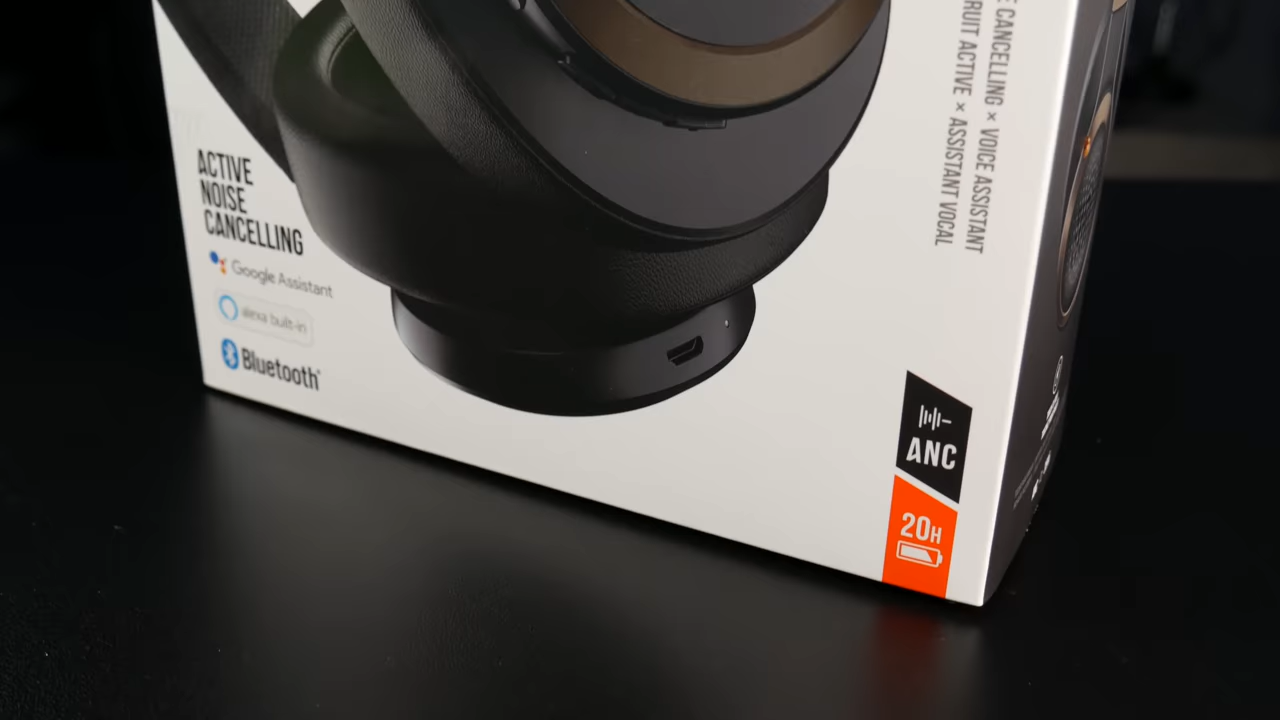 ACTIVE
NOISE
CANCELLING
Google Assistant
alexa built-in
Bluetooth®
CANCELLING × VOICE ASSISTANT
RUIT ACTIVE × ASSISTANT VOCAL
ANC
20H